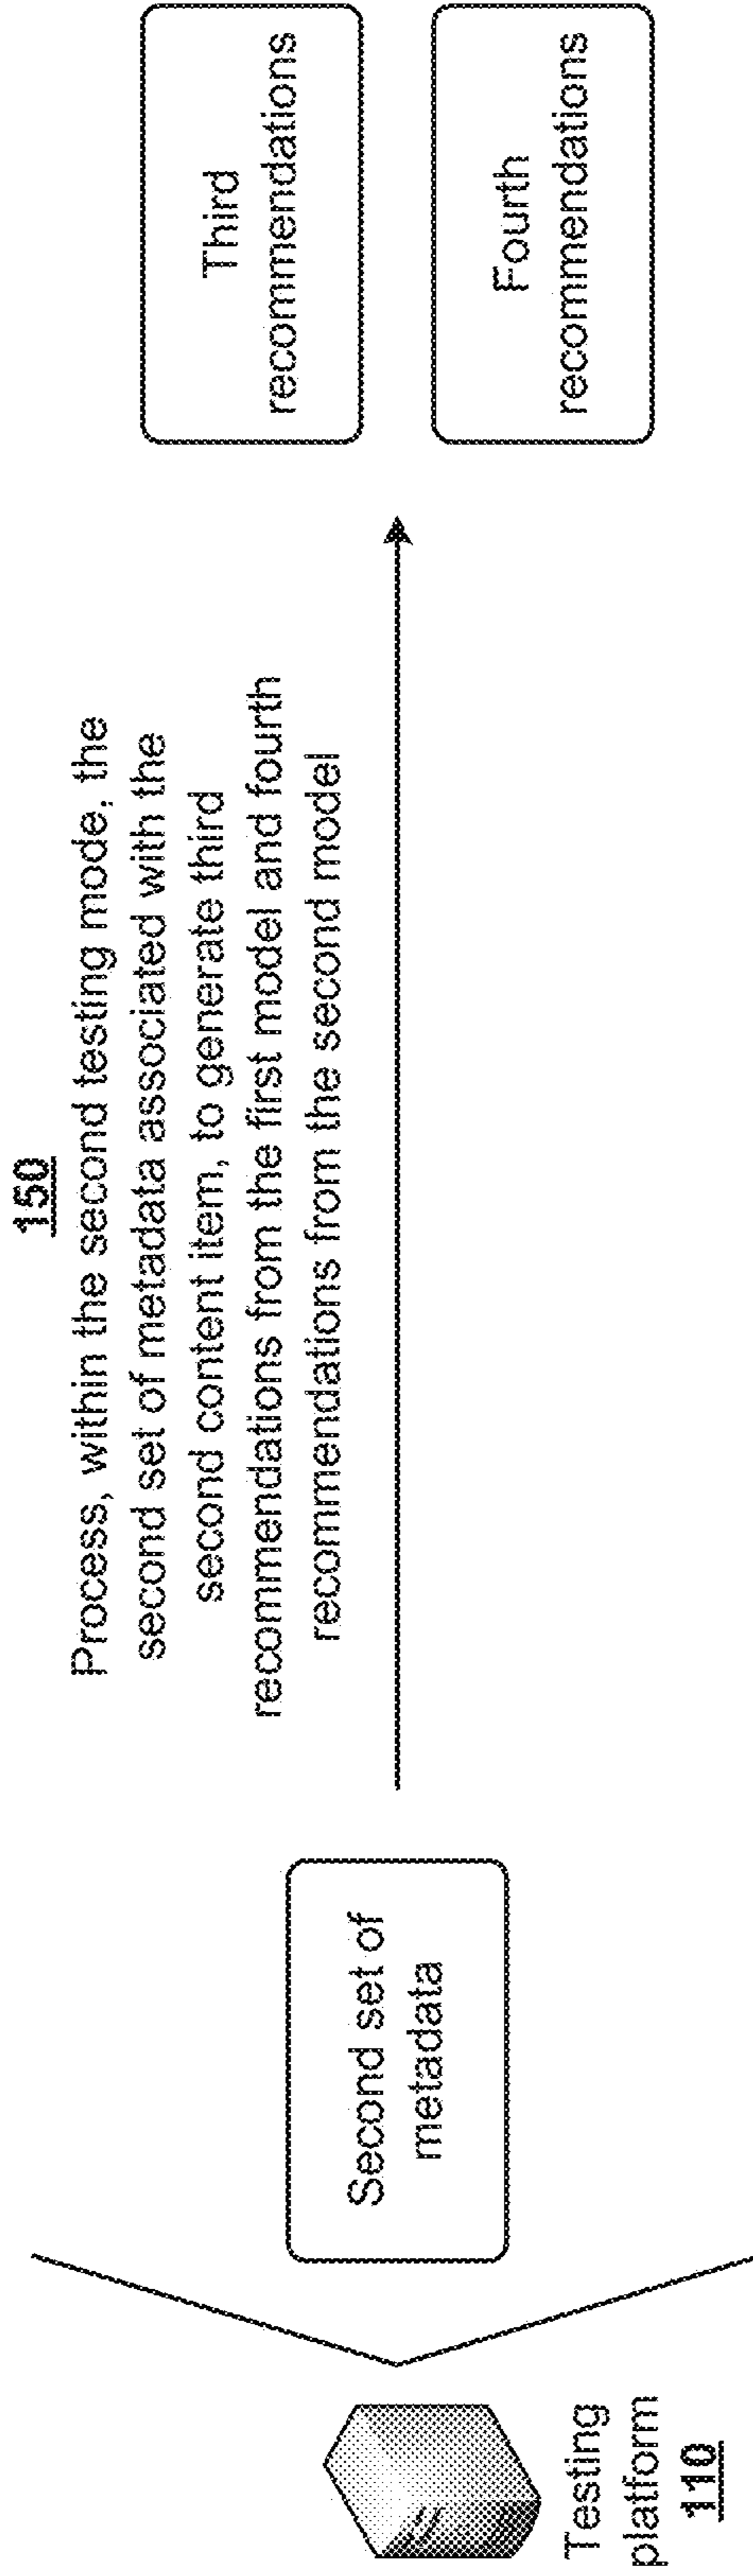 150
Process, within the second testing mode, the
second set of metadata associated with the
second content item, to generate third
recommendations from the first model and fourth
recommendations from the second model
Testing
platform
110
Second set of
metadata
Third
recommendations
Fourth
recommendations